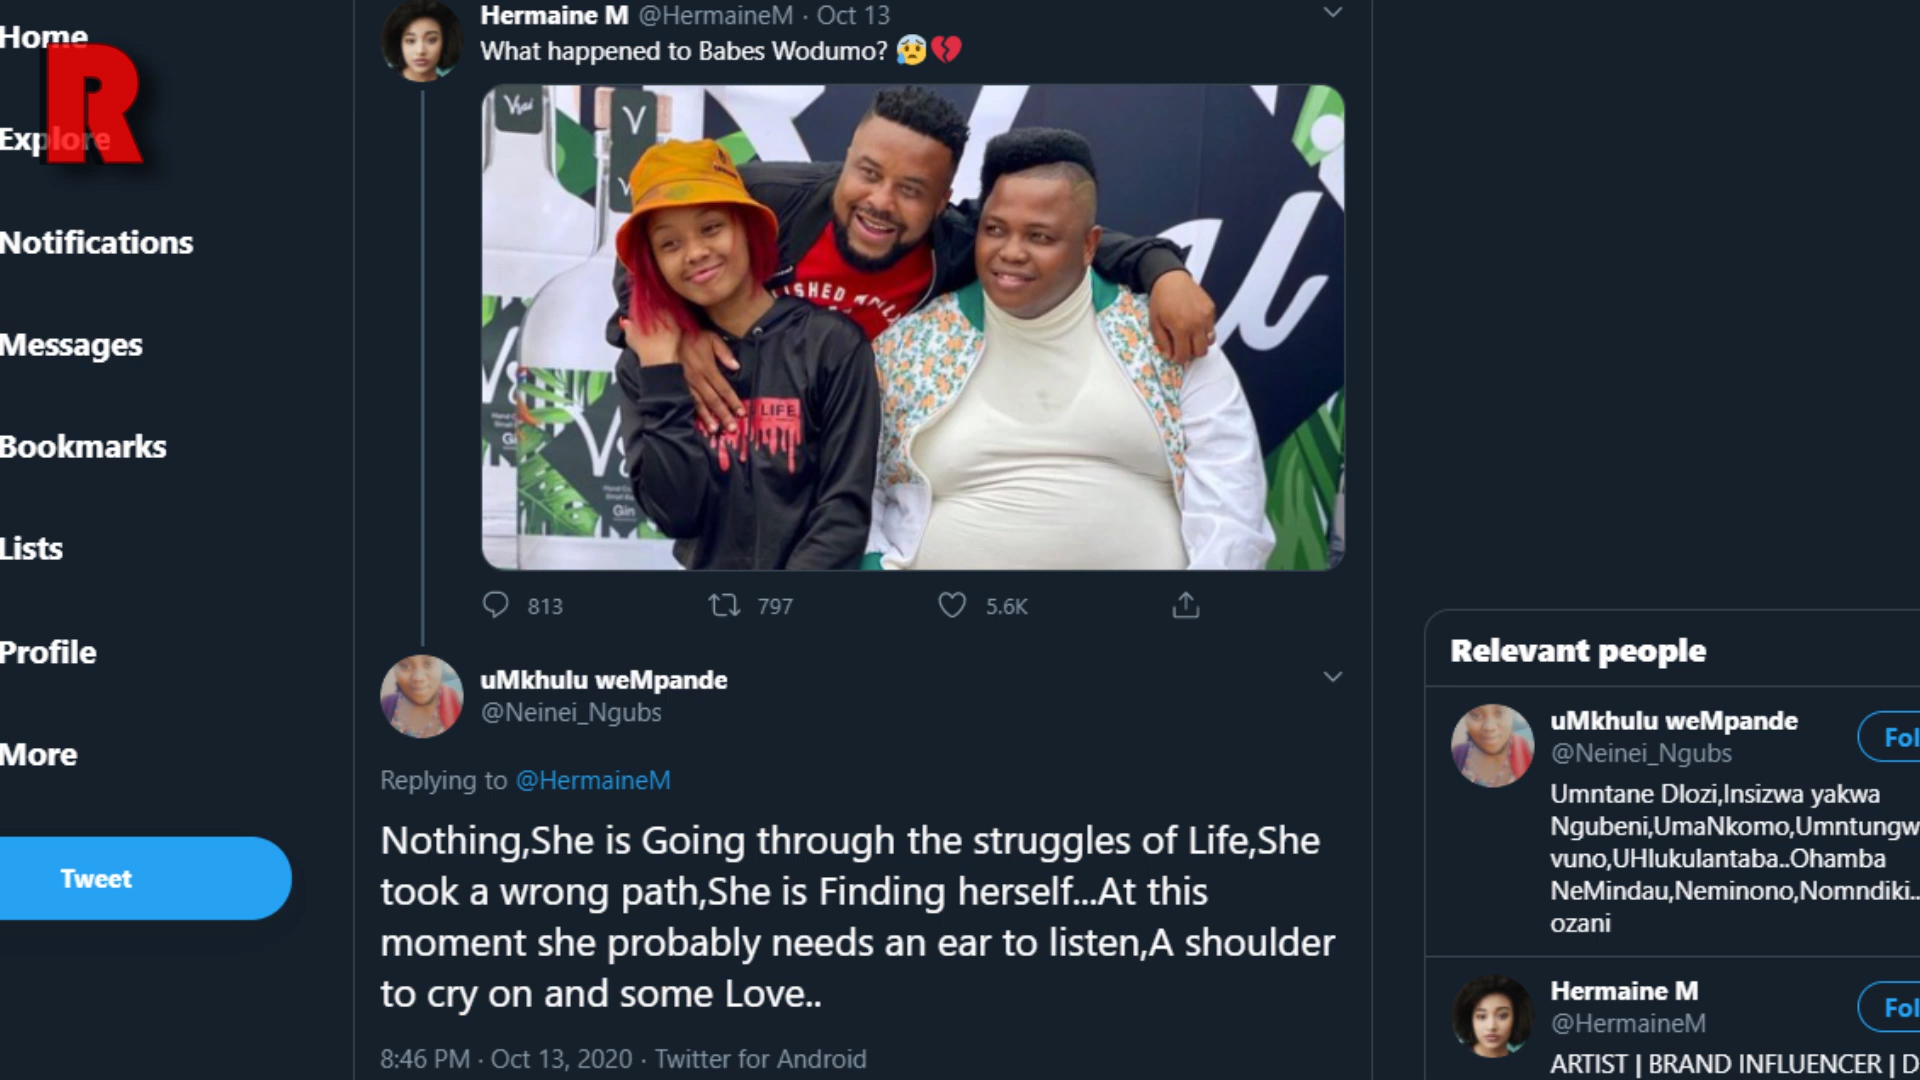 Home
R
Explore
Notifications
Messages
Bookmarks
Lists
Profile
More
Tweet
Hermaine M @HermaineM · Oct 13
What happened to Babes Wodumo? 😰💔
V
Gin
LIFE
813 797 5.6K
uMkhulu weMpande
@Neinei_Ngubs
Replying to @HermaineM
Nothing,She is Going through the struggles of Life,She
took a wrong path,She is Finding herself...At this
moment she probably needs an ear to listen,A shoulder
to cry on and some Love..
8:46 PM · Oct 13, 2020 · Twitter for Android
Relevant people
uMkhulu weMpande
@Neinei_Ngubs
Fol
Umntane Dlozi,Insizwa yakwa
Ngubeni,UmaNkomo,Umntungw
vuno,UHlukulantaba..Ohamba
NeMindau,Neminono,Nomndiki..
ozani
Hermaine M
@HermaineM
Fol
ARTIST | BRAND INFLUENCER | D